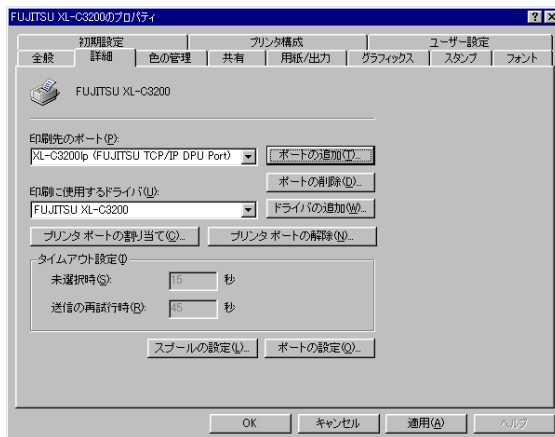 FUJITSU XL-C3200のプロパティ
初期設定 プリンタ構成 ユーザー設定
全般 詳細 色の管理 共有 用紙/出力 グラフィックス スタンプ フォント
FUJITSU XL-C3200
印刷先のポート(P):
XL-C3200lp (FUJITSU TCP/IP DPU Port) ポートの追加(T)...
ポートの削除(D)...
印刷に使用するドライバ(U):
FUJITSU XL-C3200 ドライバの追加(W)...
プリンタ ポートの割り当て(C)... プリンタ ポートの解除(N)...
タイムアウト設定(I)
未選択時(S): 15 秒
送信の再試行時(R): 45 秒
スプールの設定(L)... ポートの設定(O)...
OK キャンセル 適用(A) ヘルプ